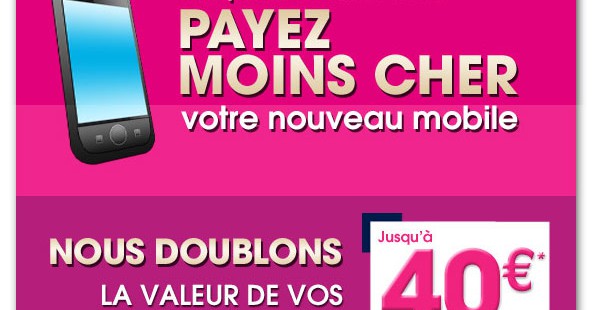 PAYEZ
MOINS CHER
votre nouveau mobile
NOUS DOUBLONS
LA VALEUR DE VOS
Jusqu'à
40€*